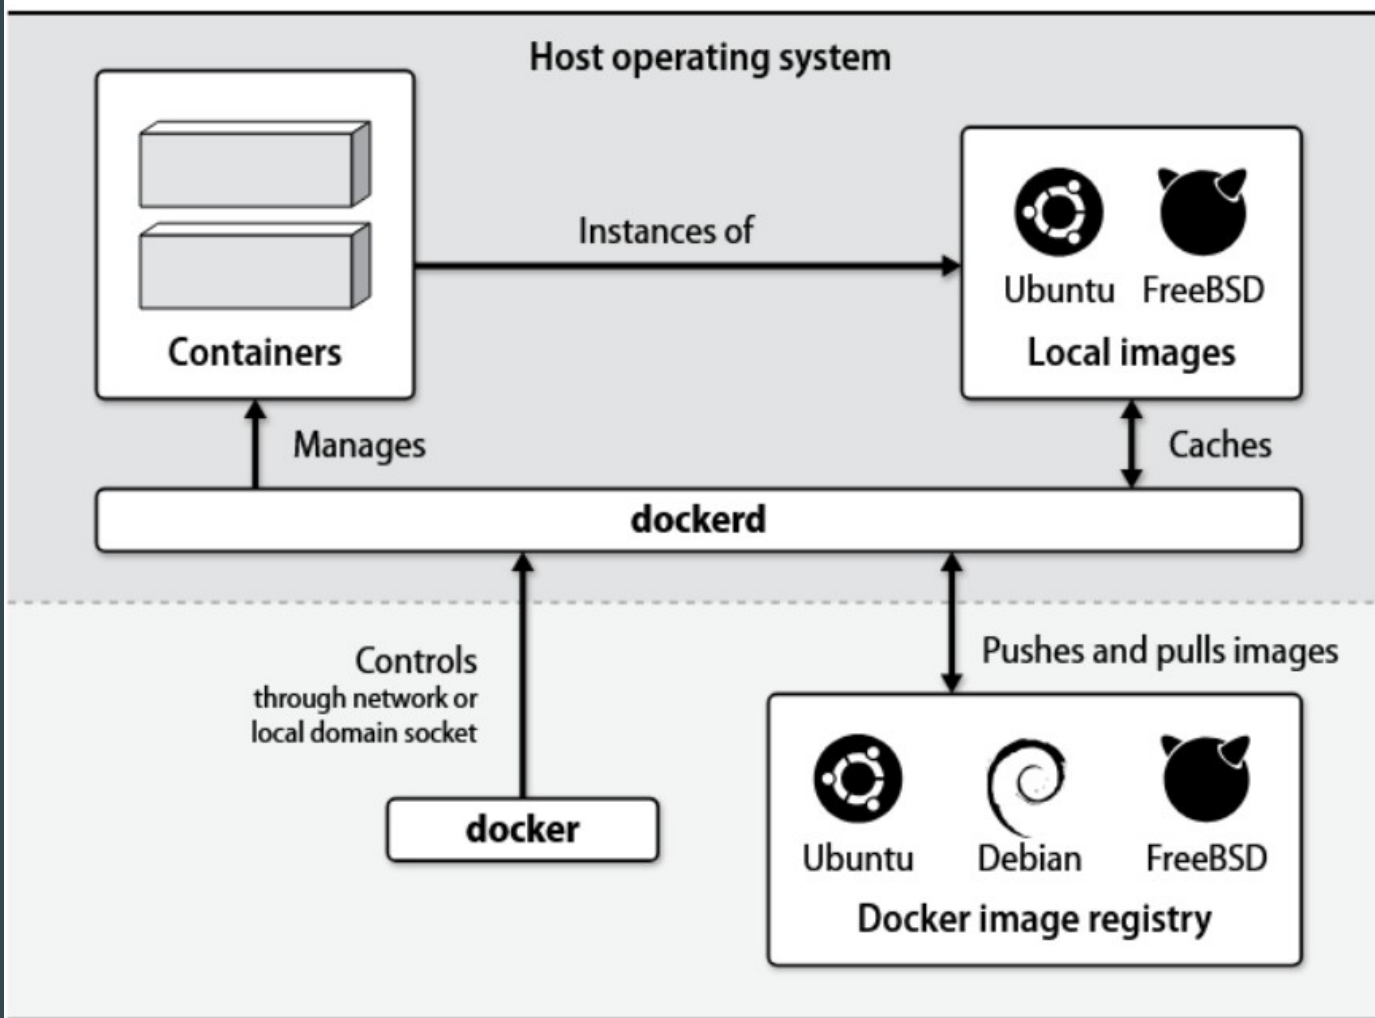 Host operating system
Instances of
Ubuntu FreeBSD
Containers
Local images
Manages
Caches
dockerd
Controls
through network or
local domain socket
Pushes and pulls images
docker
Ubuntu Debian FreeBSD
Docker image registry